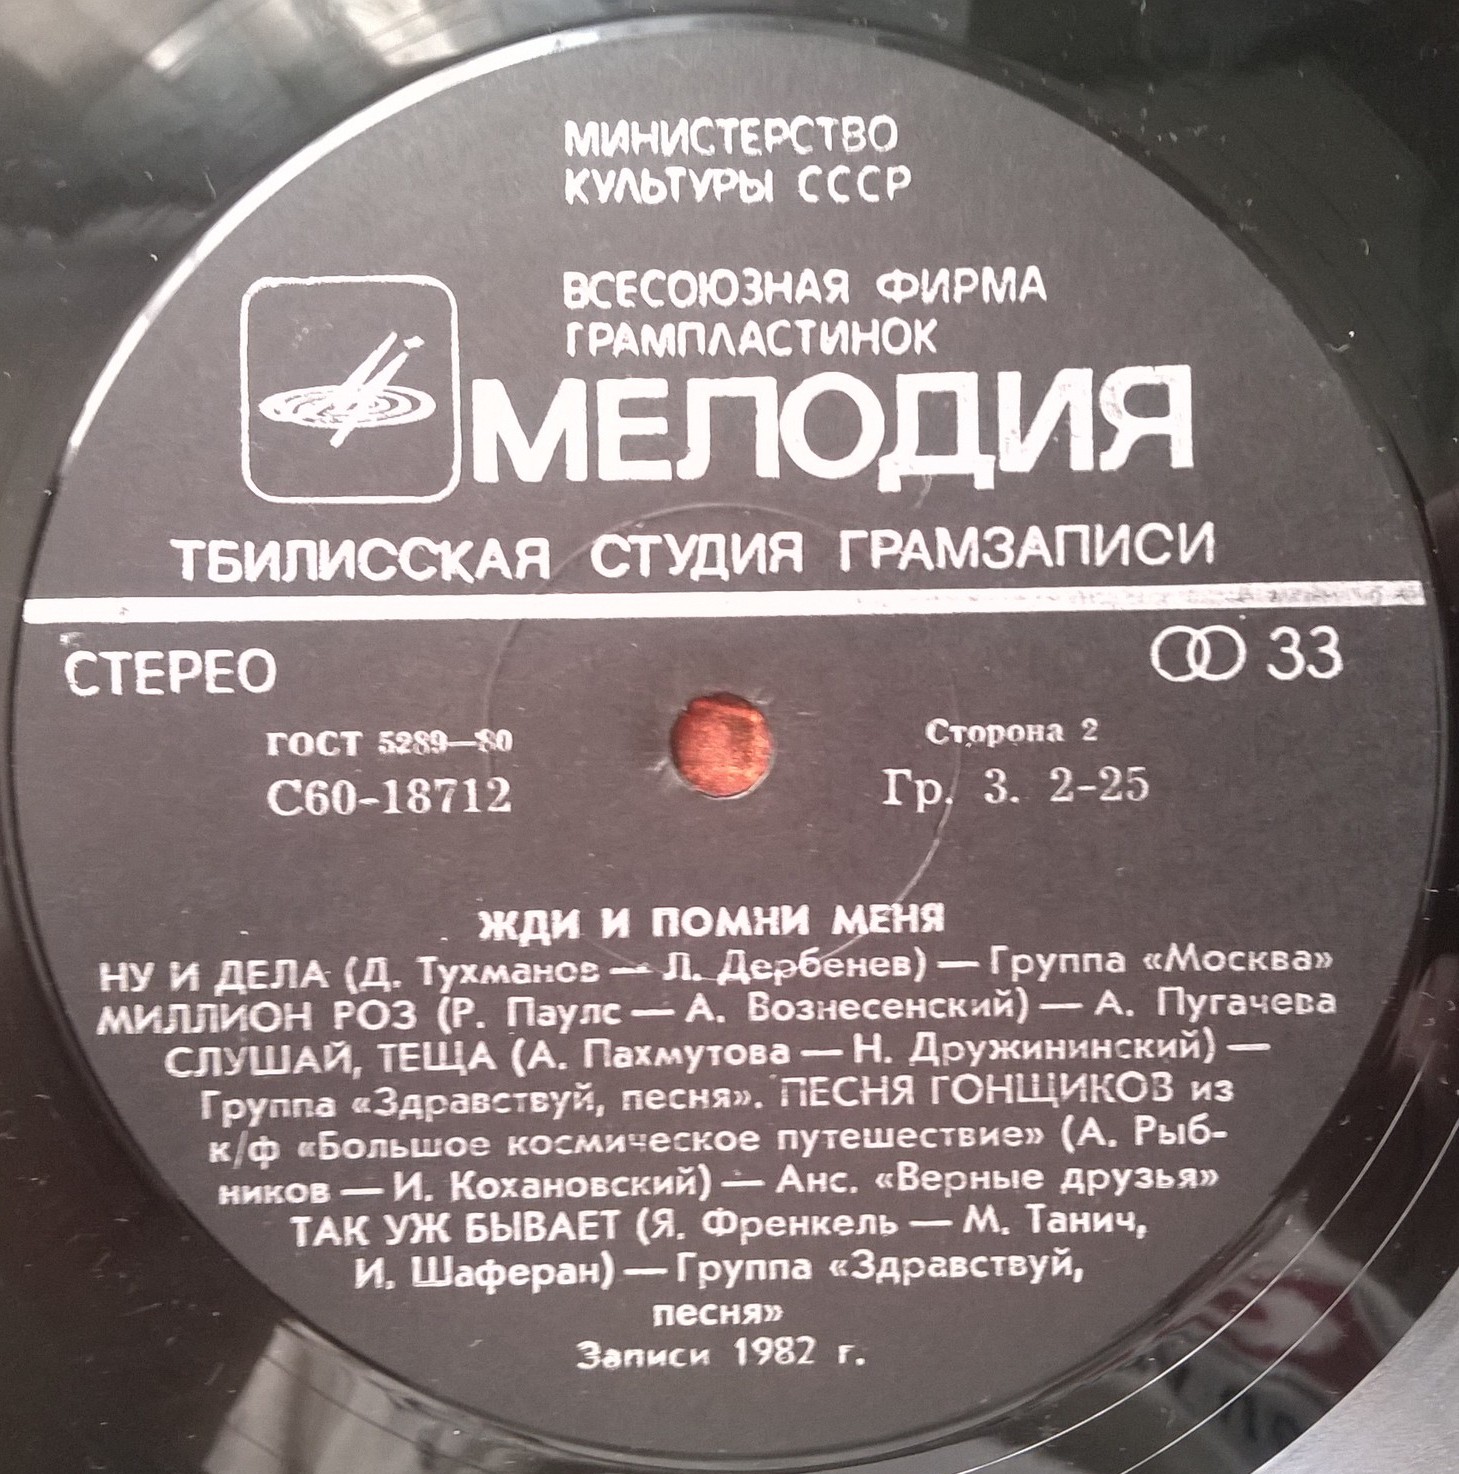 МИНИСТЕРСТВО
КУЛЬТУРЫ СССР
ВСЕСОЮЗНАЯ ФИРМА
ГРАМПЛАСТИНОК
МЕЛОДИЯ
ТБИЛИССКАЯ СТУДИЯ ГРАМЗАПИСИ
СТЕРЕО
33
ГОСТ 5289—80
Сторона 2
С60-18712
Гр. 3. 2-25
ЖДИ И ПОМНИ МЕНЯ
НУ И ДЕЛА (Д. Тухманов — Л. Дербенев) — Группа «Москва»
МИЛЛИОН РОЗ (Р. Паулс — А. Вознесенский) — А. Пугачева
СЛУШАЙ, ТЕЩА (А. Пахмутова — Н. Дружининский) —
Группа «Здравствуй, песня». ПЕСНЯ ГОНЩИКОВ из
к/ф «Большое космическое путешествие» (А. Рыб-
ников — И. Кохановский) — Анс. «Верные друзья»
ТАК УЖ БЫВАЕТ (Я. Френкель — М. Танич,
И. Шаферан) — Группа «Здравствуй,
песня»
Записи 1982 г.